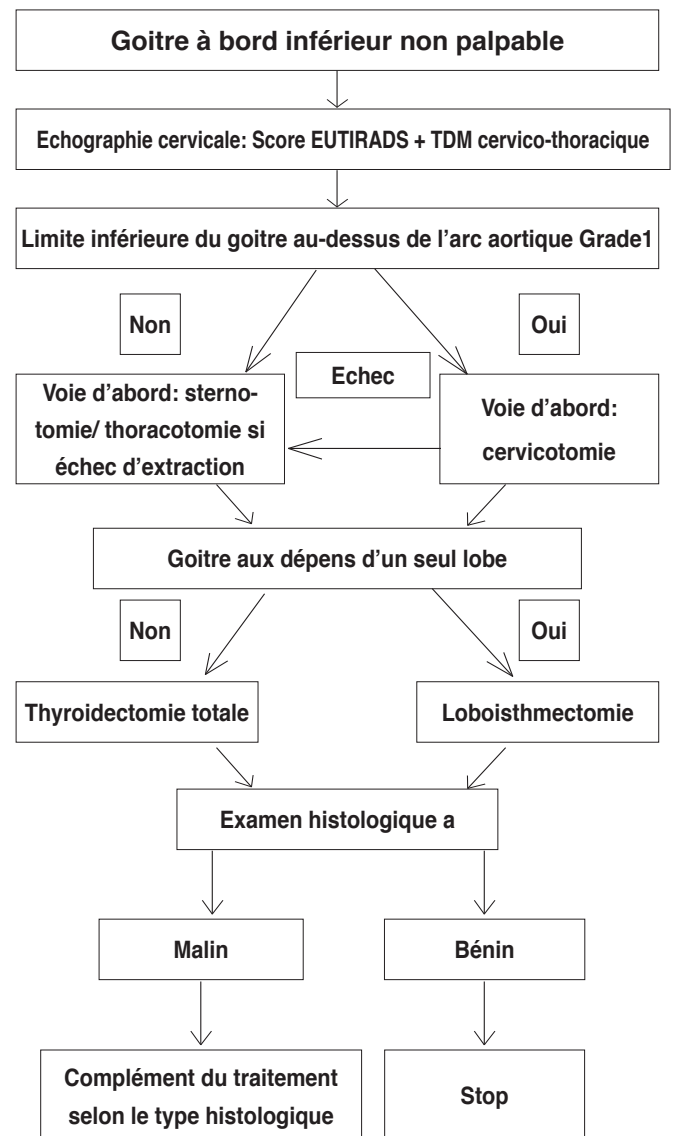 Goitre à bord inférieur non palpable
Echographie cervicale: Score EUTIRADS + TDM cervico-thoracique
Limite inférieure du goitre au-dessus de l'arc aortique Grade1
Non
Oui
Echec
Voie d'abord: sterno-
tomie/ thoracotomie si
échec d'extraction
Voie d'abord:
cervicotomie
Goitre aux dépens d'un seul lobe
Non
Oui
Thyroidectomie totale
Loboisthmectomie
Examen histologique a
Malin
Bénin
Complément du traitement
selon le type histologique
Stop